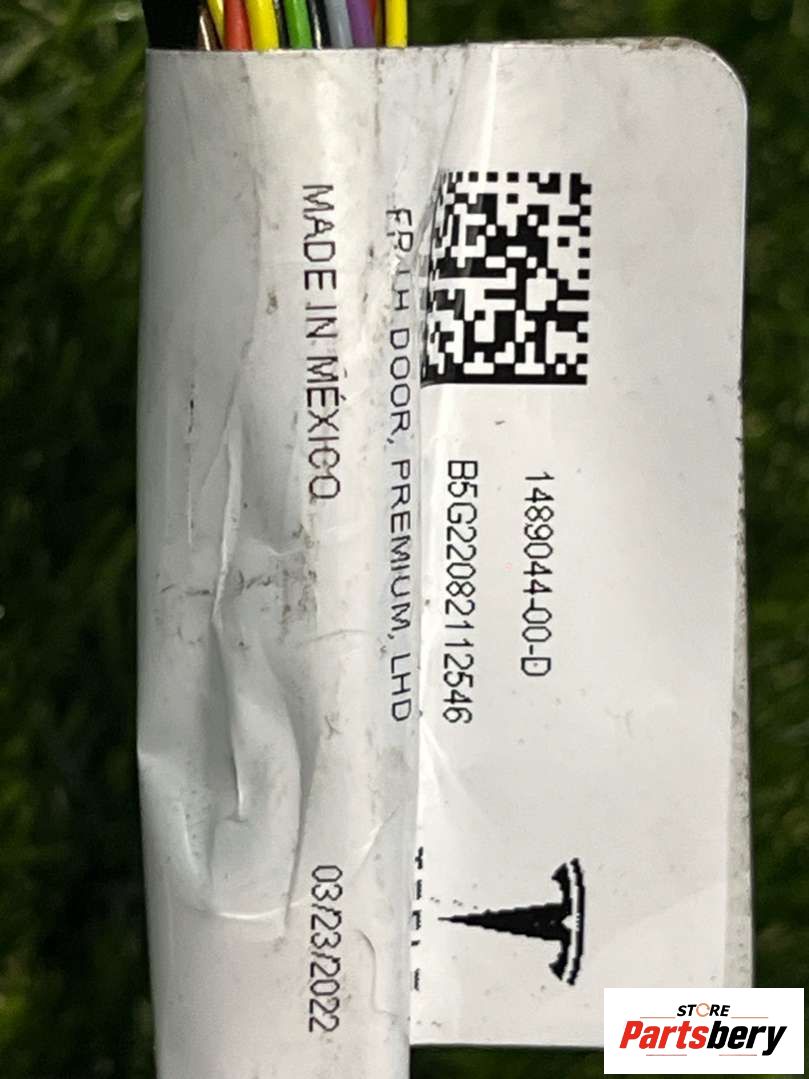 1489044-00-D
B5G22082112546
DOOR, PREMIUM, LHD
MADE IN MÉXICO
03/23/2022
STORE
Partsbery